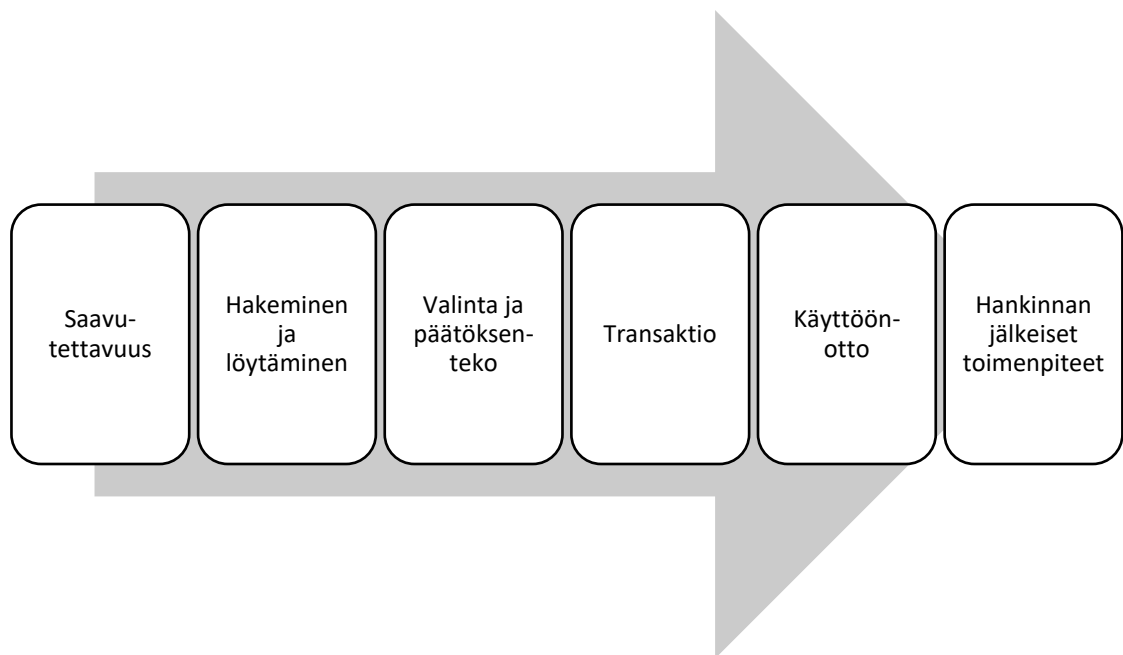 Saavu-
tettavuus
Hakeminen
ja
löytäminen
Valinta ja
päätöksen-
teko
Transaktio
Käyttöön-
otto
Hankinnan
jälkeiset
toimenpiteet